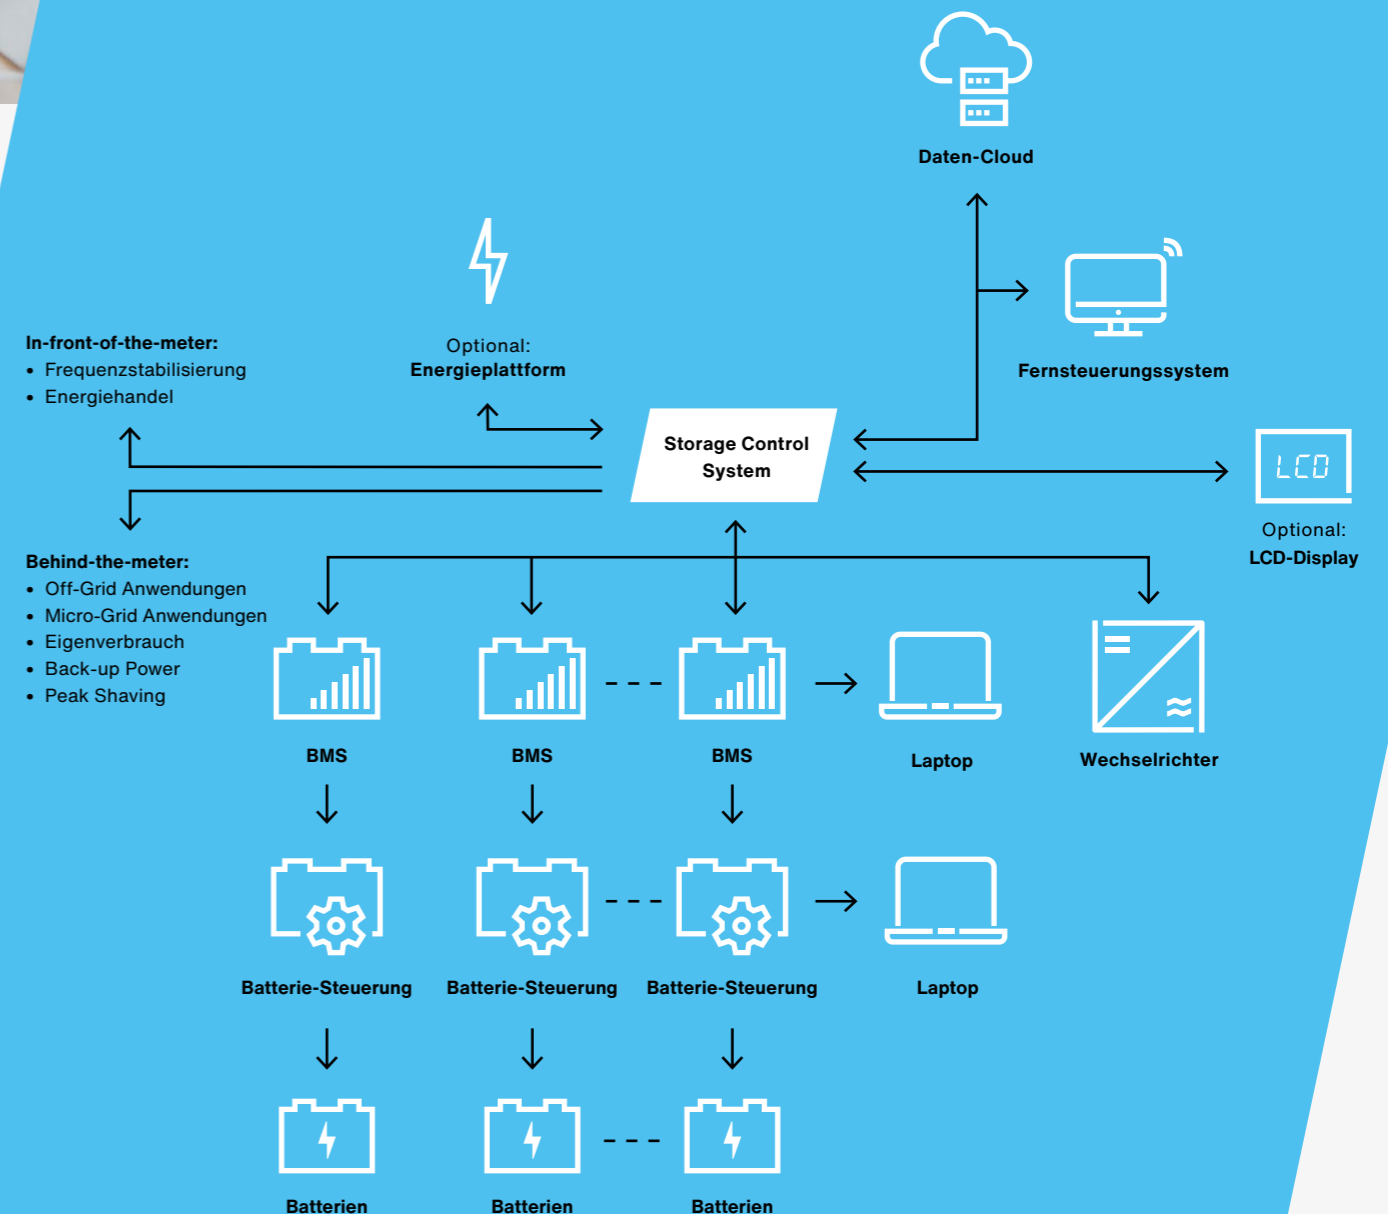 Daten-Cloud
Fernsteuerungssystem
Optional:
Energieplattform
In-front-of-the-meter:
• Frequenzstabilisierung
• Energiehandel
Storage Control
System
LCD
Optional:
LCD-Display
Behind-the-meter:
• Off-Grid Anwendungen
• Micro-Grid Anwendungen
• Eigenverbrauch
• Back-up Power
• Peak Shaving
BMS
BMS
BMS
Laptop
Wechselrichter
Batterie-Steuerung
Batterie-Steuerung
Batterie-Steuerung
Laptop
Batterien
Batterien
Batterien